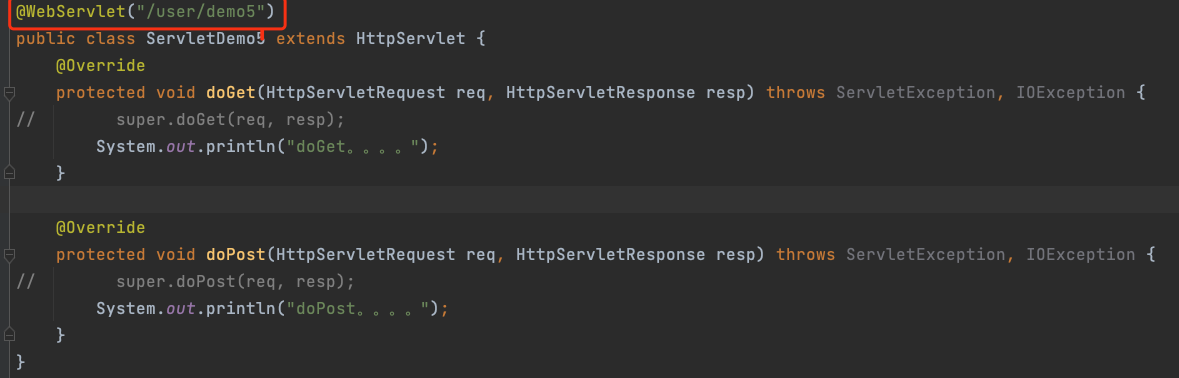 @WebServlet("/user/demo5")
public class ServletDemo5 extends HttpServlet {
@Override
protected void doGet(HttpServletRequest req, HttpServletResponse resp) throws ServletException, IOException {
// super.doGet(req, resp);
System.out.println("doGet。。。。");
}
@Override
protected void doPost(HttpServletRequest req, HttpServletResponse resp) throws ServletException, IOException {
// super.doPost(req, resp);
System.out.println("doPost。。。。");
}
}